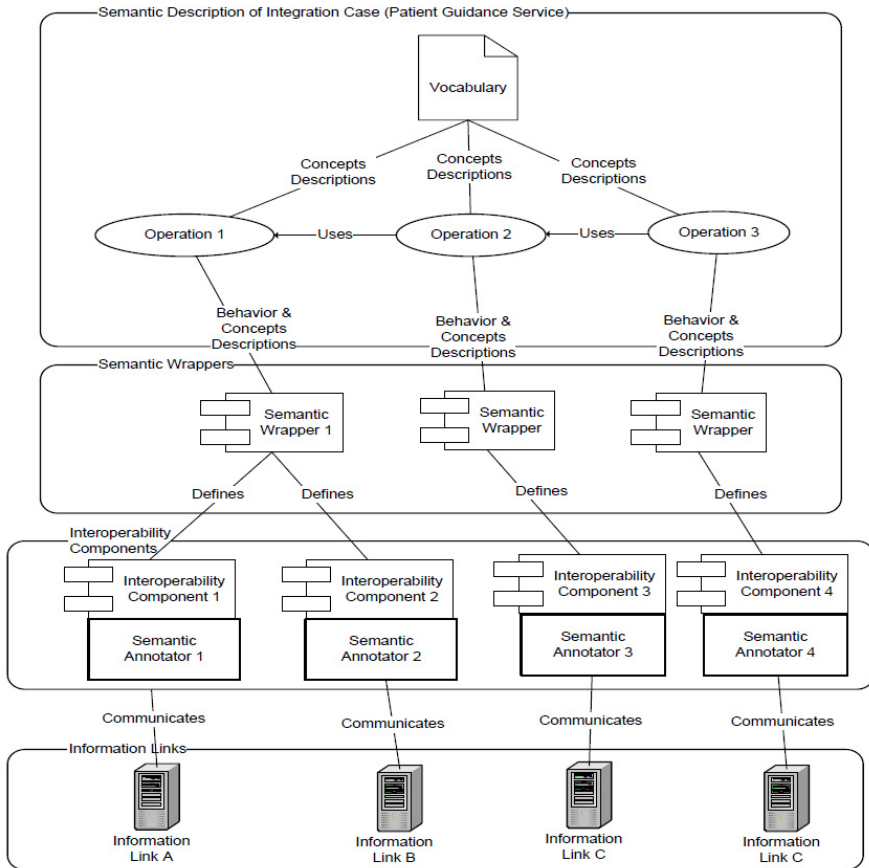 Semantic Description of Integration Case (Patient Guidance Service)
Vocabulary
Concepts
Descriptions
Concepts
Descriptions
Concepts
Descriptions
Operation 1
Uses
Operation 2
Uses
Operation 3
Behavior &
Concepts
Descriptions
Behavior &
Concepts
Descriptions
Behavior &
Concepts
Descriptions
Semantic Wrappers
Semantic
Wrapper 1
Semantic
Wrapper
Semantic
Wrapper
Defines
Defines
Defines
Defines
Interoperability
Components
Interoperability
Component 1
Interoperability
Component 2
Interoperability
Component 3
Interoperability
Component 4
Semantic
Annotator 1
Semantic
Annotator 2
Semantic
Annotator 3
Semantic
Annotator 4
Communicates
Communicates
Communicates
Communicates
Information Links
Information
Link A
Information
Link B
Information
Link C
Information
Link C